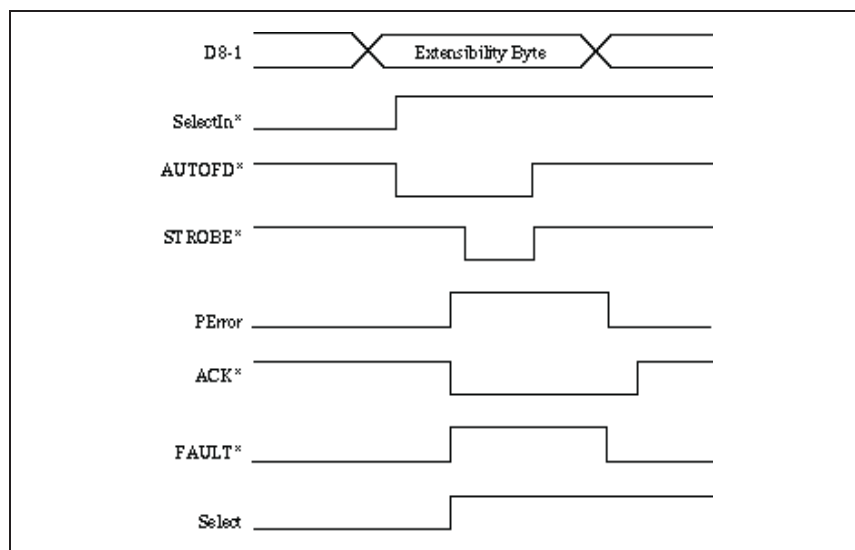 D8-1
Extensibility Byte
SelectIn*
AUTOFD*
STROBE*
PError
ACK*
FAULT*
Select